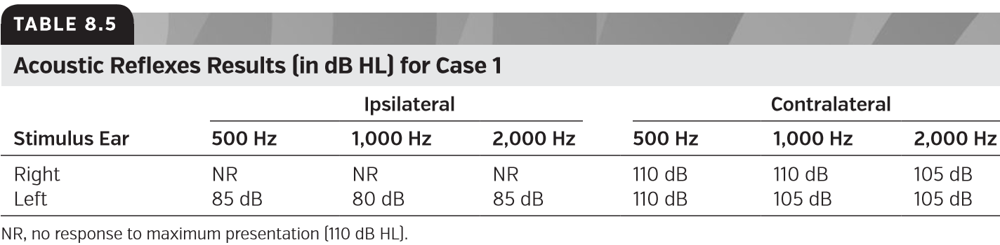 TABLE 8.5
Acoustic Reflexes Results (in dB HL) for Case 1
Ipsilateral Contralateral
Stimulus Ear 500 Hz 1,000 Hz 2,000 Hz 500 Hz 1,000 Hz 2,000 Hz
Right NR NR NR 110 dB 110 dB 105 dB
Left 85 dB 80 dB 85 dB 110 dB 105 dB 105 dB
NR, no response to maximum presentation (110 dB HL).